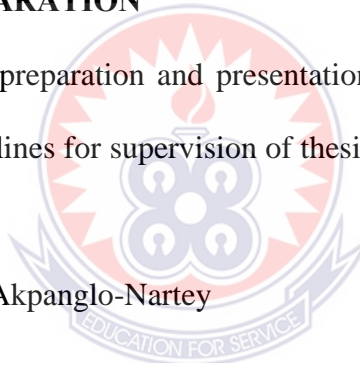 ARATION
preparation and presentation
lines for supervision of thesi
Akpanglo-Nartey
EDUCATION FOR SERVICE